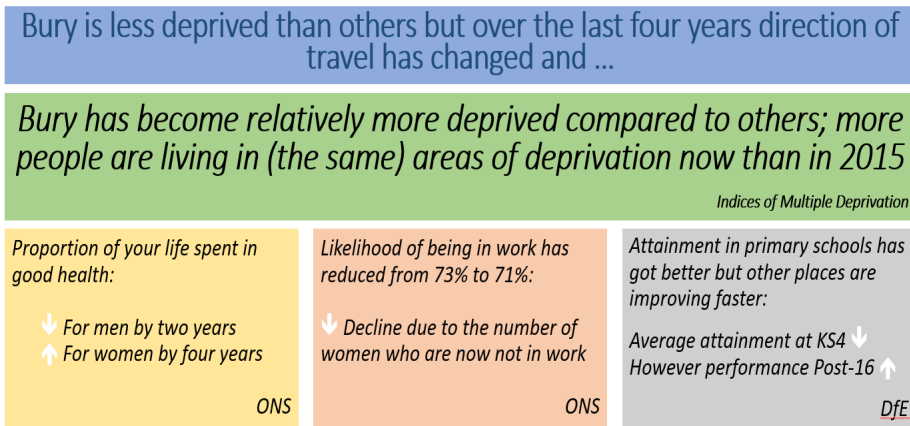 Bury is less deprived than others but over the last four years direction of
travel has changed and ...
Bury has become relatively more deprived compared to others; more
people are living in (the same) areas of deprivation now than in 2015
Indices of Multiple Deprivation
Proportion of your life spent in
good health:
For men by two years
For women by four years
ONS
Likelihood of being in work has
reduced from 73% to 71%:
Decline due to the number of
women who are now not in work
ONS
Attainment in primary schools has
got better but other places are
improving faster:
Average attainment at KS4
However performance Post-16
DfE